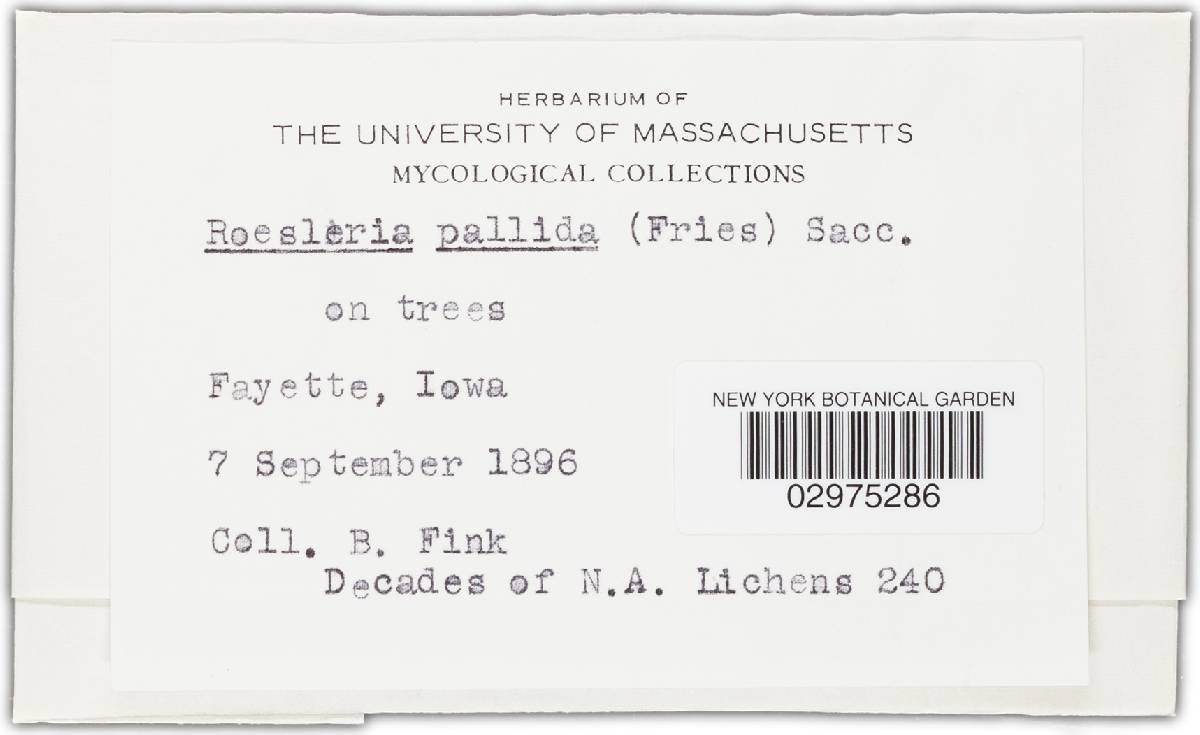 HERBARIUM OF
THE UNIVERSITY OF MASSACHUSETTS
MYCOLOGICAL COLLECTIONS
Roesleria pallida (Fries) Sacc.
on trees
Fayette, Iowa
7 September 1896
Coll. B. Fink
Decades of N.A. Lichens 240
NEW YORK BOTANICAL GARDEN
02975286